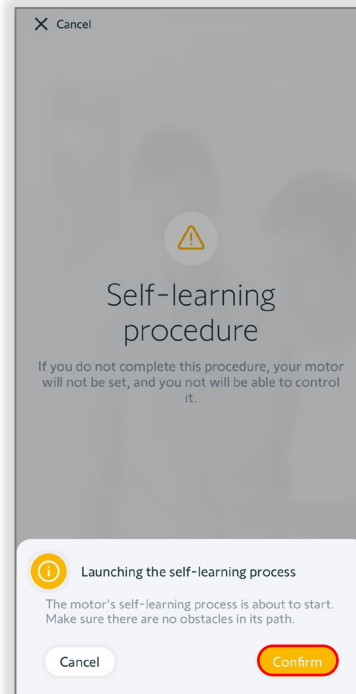 Cancel
Self-learning
procedure
If you do not complete this procedure, your motor
will not be set, and you not will be able to control
it.
Launching the self-learning process
The motor's self-learning process is about to start.
Make sure there are no obstacles in its path.
Cancel
Confirm